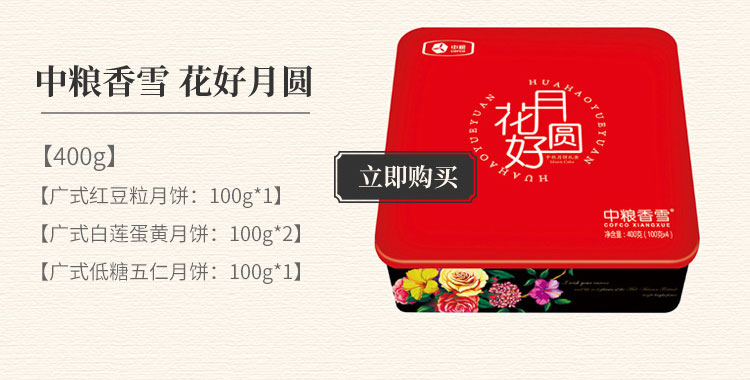 中粮香雪 花好月圆
【400g】
【广式红豆粒月饼：100g*1】
【广式白莲蛋黄月饼：100g*2】
【广式低糖五仁月饼：100g*1】
立即购买
中粮
COFCO
HUAHAOYUEYUAN
花好月圆
HUAHAOYUEYUAN
中粮香雪
COFCO XIANGXUE
净含量：400克（100克x4）